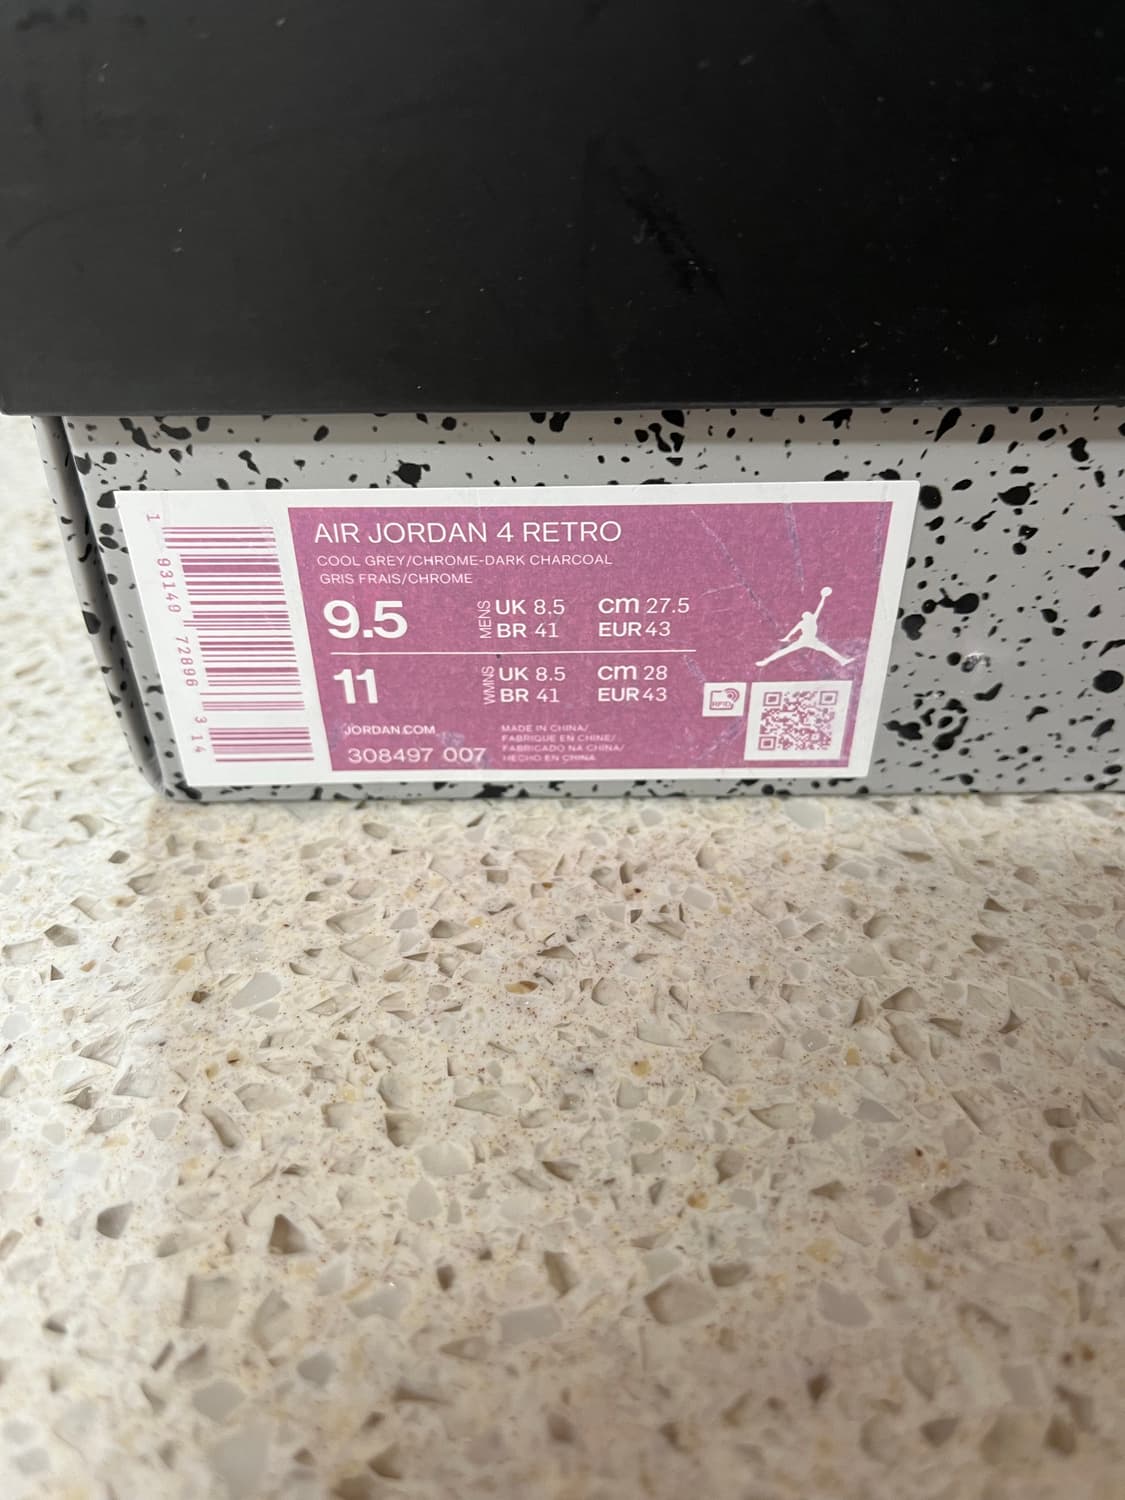 AIR JORDAN 4 RETRO
COOL GREY/CHROME-DARK CHARCOAL
GRIS FRAIS/CHROME
9.5 MENS UK 8.5 cm 27.5
BR 41 EUR 43
11 WMNS UK 8.5 cm 28
BR 41 EUR 43
RFID
JORDAN.COM
308497 007
MADE IN CHINA/
FABRIQUE EN CHINE/
FABRICADO NA CHINA/
HECHO EN CHINA
1 93149 72896 3 14